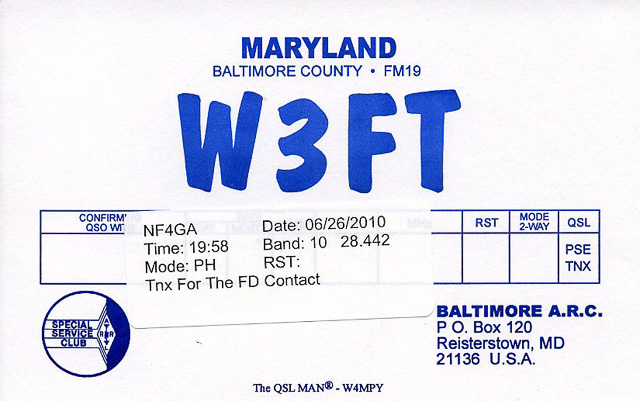 MARYLAND
BALTIMORE COUNTY • FM19
W3FT
CONFIRM
QSO WIT
RST
MODE
2-WAY
QSL
PSE
TNX
NF4GA Date: 06/26/2010
Time: 19:58 Band: 10 28.442
Mode: PH RST:
Tnx For The FD Contact
SPECIAL
SERVICE
CLUB
BALTIMORE A.R.C.
P O. Box 120
Reisterstown, MD
21136 U.S.A.
The QSL MAN® - W4MPY